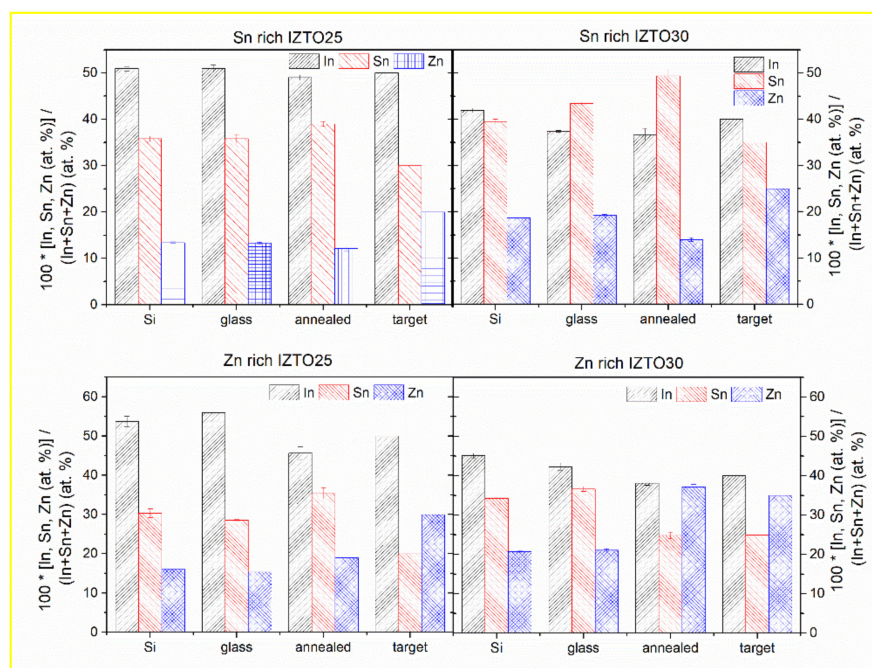 Sn rich IZTO25
Sn rich IZTO30
In Sn Zn
In
Sn
Zn
50
40
30
20
10
0
50
40
30
20
10
0
100 * [In, Sn, Zn (at. %)] /
(In+Sn+Zn) (at. %)
100 * [In, Sn, Zn (at. %)] /
(In+Sn+Zn) (at. %)
Si glass annealed target
Si glass annealed target
Zn rich IZTO25
Zn rich IZTO30
In Sn Zn
In Sn Zn
60
50
40
30
20
10
0
60
50
40
30
20
10
0
100 * [In, Sn, Zn (at. %)] /
(In+Sn+Zn) (at. %)
100 * [In, Sn, Zn (at. %)] /
(In+Sn+Zn) (at. %)
Si glass annealed target
Si glass annealed target